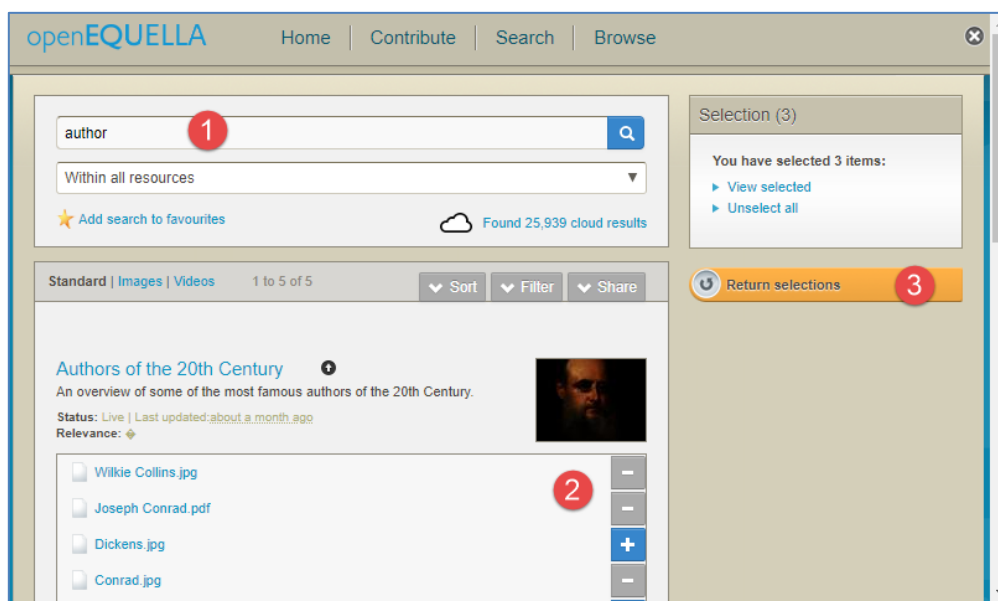 openEQUELLA Home Contribute Search Browse
author 1
Within all resources
Add search to favourites Found 25,939 cloud results
Selection (3)
You have selected 3 items:
View selected
Unselect all
Return selections 3
Standard | Images | Videos 1 to 5 of 5 Sort Filter Share
Authors of the 20th Century
An overview of some of the most famous authors of the 20th Century.
Status: Live | Last updated:about a month ago
Relevance:
Wilkie Collins.jpg
2
Joseph Conrad.pdf
Dickens.jpg
Conrad.jpg